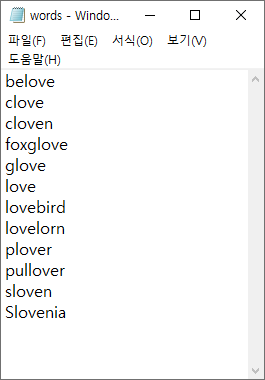 words - Windo...
파일(F) 편집(E) 서식(O) 보기(V)
도움말(H)
belove
clove
cloven
foxglove
glove
love
lovebird
lovelorn
plover
pullover
sloven
Slovenia